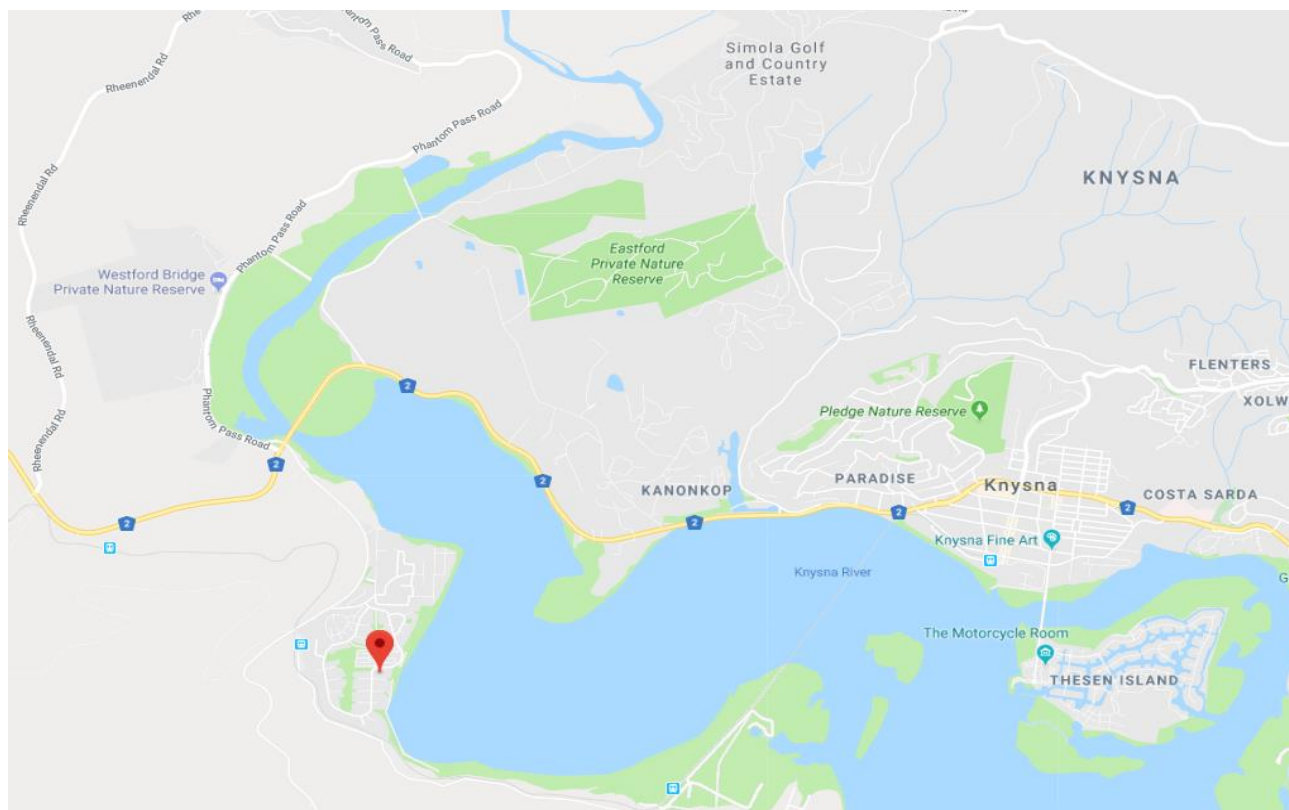 Simola Golf
and Country
Estate
Rheenendal Rd
Phantom Pass Road
Phantom Pass Road
KNYSNA
Rheenendal Rd
Phantom Pass Road
Eastford
Private Nature
Reserve
Westford Bridge
Private Nature Reserve
Rheenendal Rd
FLENTERS
2
2
XOLW
Pledge Nature Reserve
Phantom Pass Road
Rheenendal Rd
2
2
KANONKOP
PARADISE
Knysna
COSTA SARDA
2
2
2
2
Knysna Fine Art
Knysna River
G
The Motorcycle Room
THESEN ISLAND